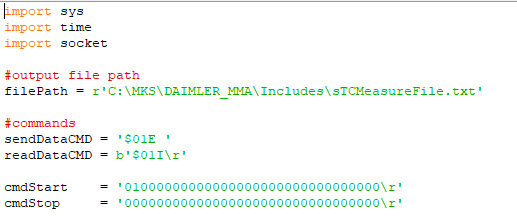 import sys
import time
import socket
#output file path
filePath = r'C:\MKS\DAIMLER_MMA\Includes\sTCMeasureFile.txt'
#commands
sendDataCMD = '$01E '
readDataCMD = b'$01I\r'
cmdStart    = '01000000000000000000000000000000\r'
cmdStop     = '00000000000000000000000000000000\r'